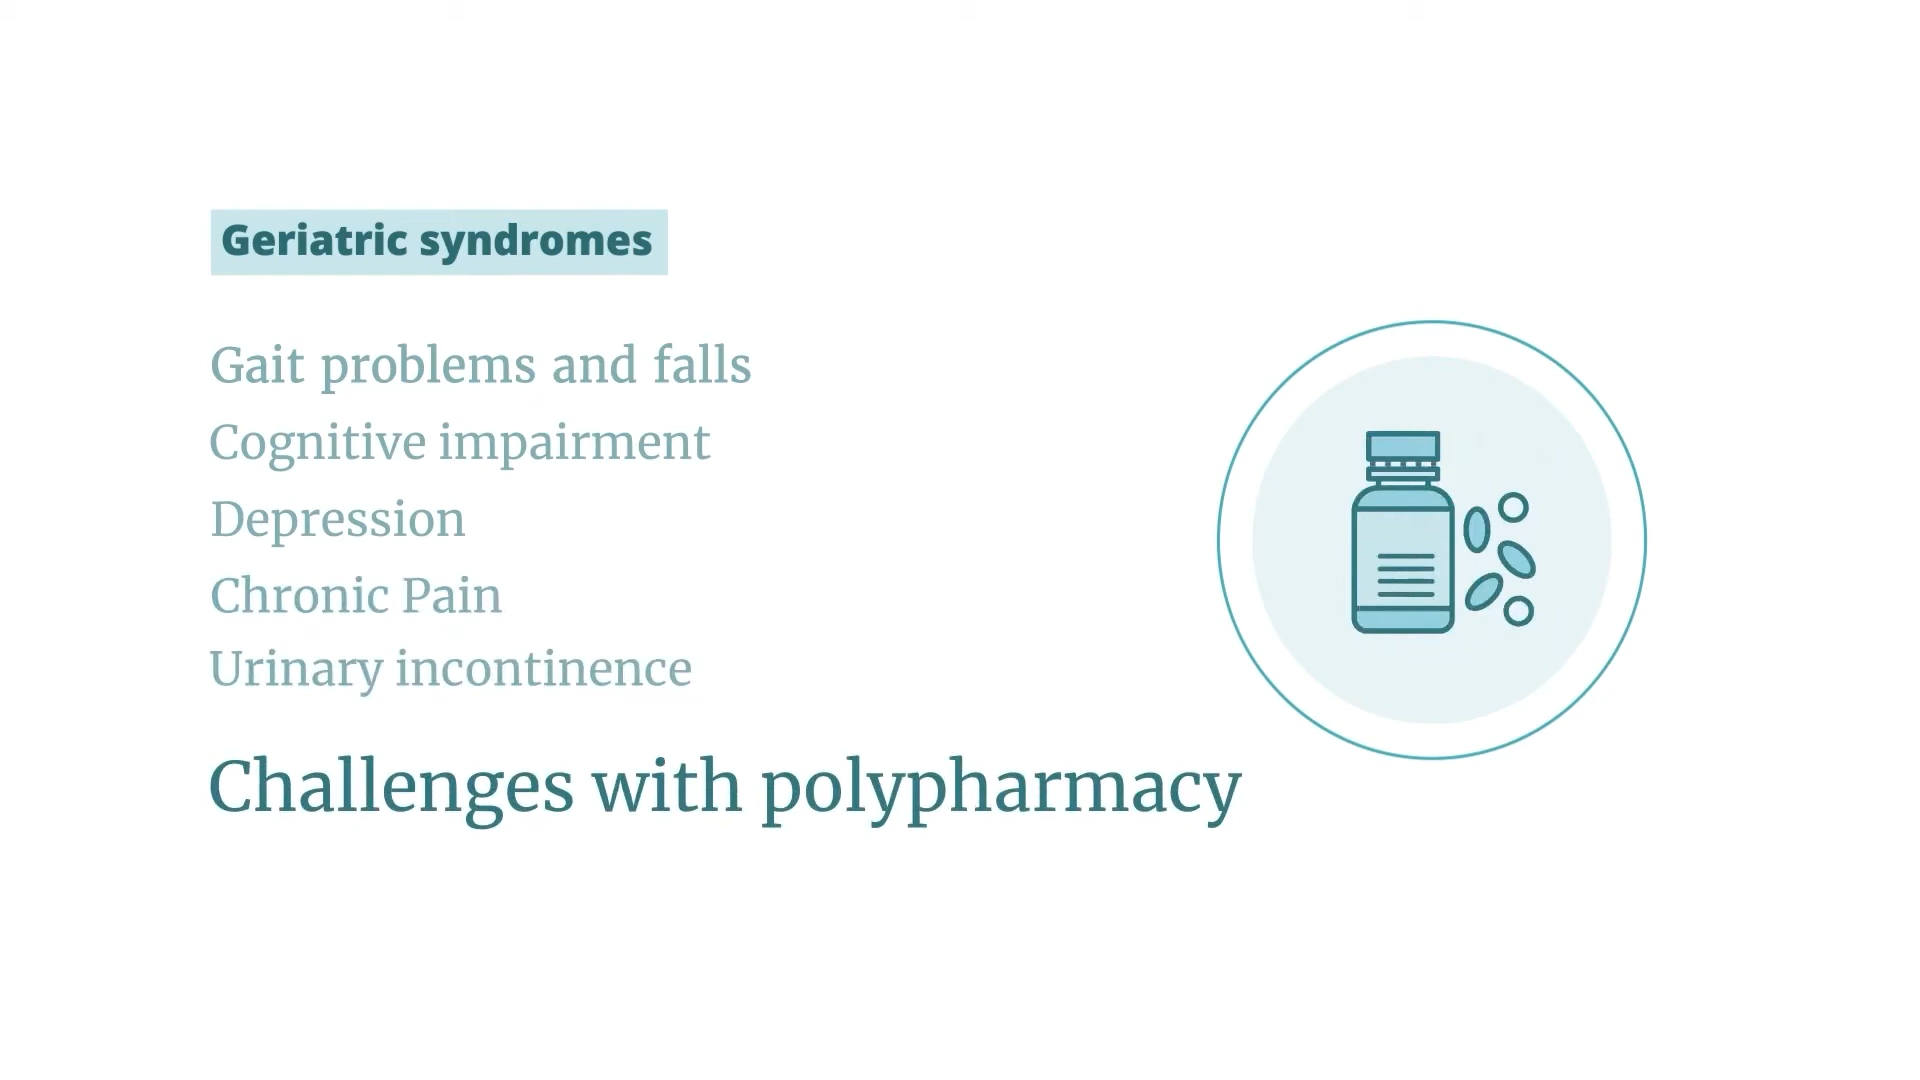 Geriatric syndromes
Gait problems and falls
Cognitive impairment
Depression
Chronic Pain
Urinary incontinence
Challenges with polypharmacy